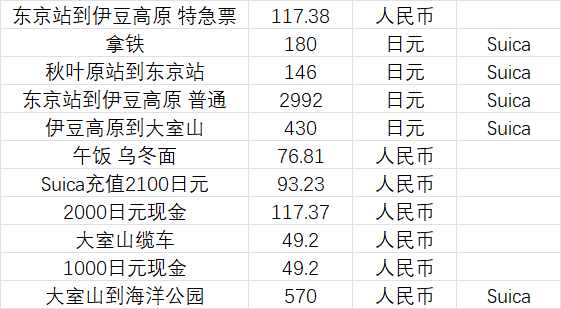 东京站到伊豆高原 特急票 117.38 人民币
拿铁 180 日元 Suica
秋叶原站到东京站 146 日元 Suica
东京站到伊豆高原 普通 2992 日元 Suica
伊豆高原到大室山 430 日元 Suica
午饭 乌冬面 76.81 人民币
Suica充值2100日元 93.23 人民币
2000日元现金 117.37 人民币
大室山缆车 49.2 人民币
1000日元现金 49.2 人民币
大室山到海洋公园 570 人民币 Suica